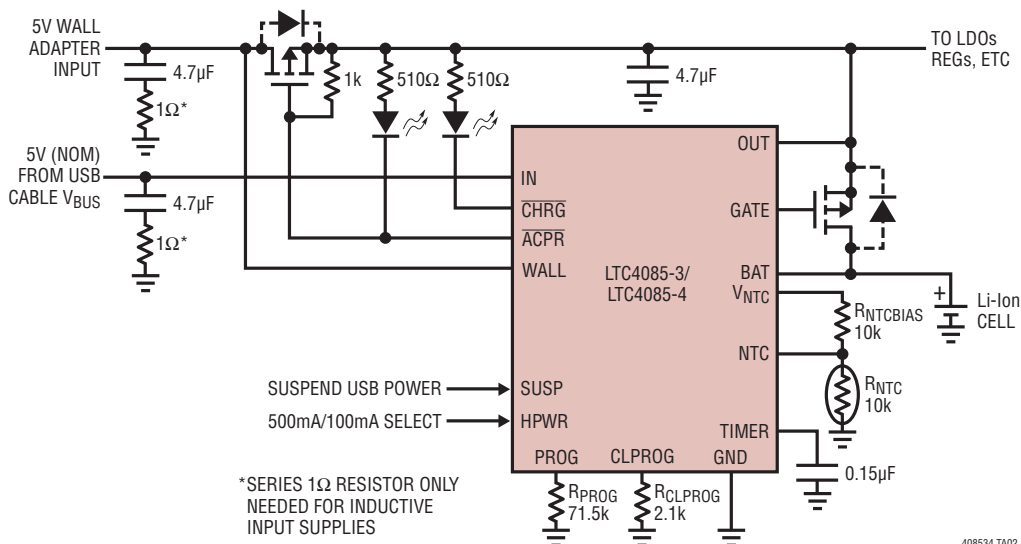 5V WALL
ADAPTER
INPUT
4.7µF
1Ω*
1k
510Ω
510Ω
4.7µF
TO LDOs
REGs, ETC
5V (NOM)
FROM USB
CABLE VBUS
4.7µF
1Ω*
IN
CHRG
ACPR
WALL
SUSPEND USB POWER
SUSP
500mA/100mA SELECT
HPWR
LTC4085-3/
LTC4085-4
OUT
GATE
BAT
VNTC
NTC
TIMER
PROG
CLPROG
GND
+
Li-Ion
CELL
RNTCBIAS
10k
RNTC
10k
0.15µF
RPROG
71.5k
RCLPROG
2.1k
*SERIES 1Ω RESISTOR ONLY
NEEDED FOR INDUCTIVE
INPUT SUPPLIES
408534 TA02